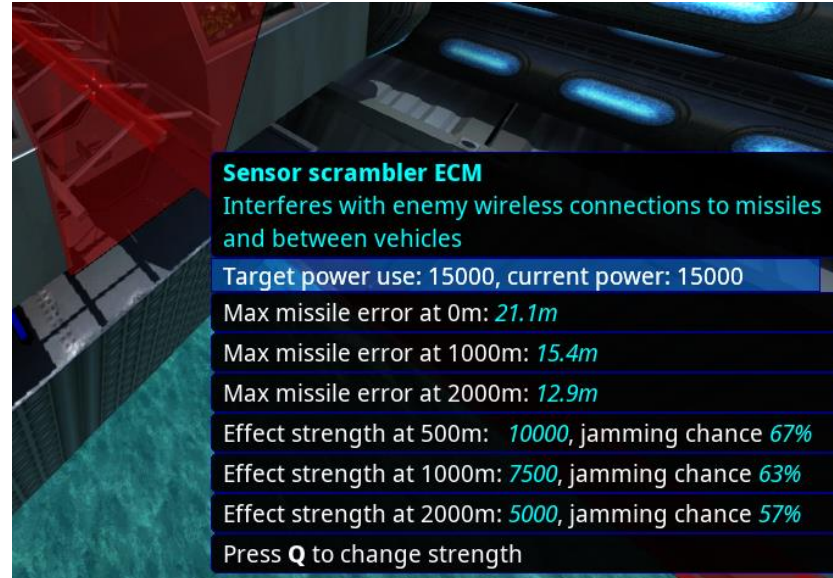 Sensor scrambler ECM
Interferes with enemy wireless connections to missiles
and between vehicles
Target power use: 15000, current power: 15000
Max missile error at 0m: 21.1m
Max missile error at 1000m: 15.4m
Max missile error at 2000m: 12.9m
Effect strength at 500m: 10000, jamming chance 67%
Effect strength at 1000m: 7500, jamming chance 63%
Effect strength at 2000m: 5000, jamming chance 57%
Press Q to change strength